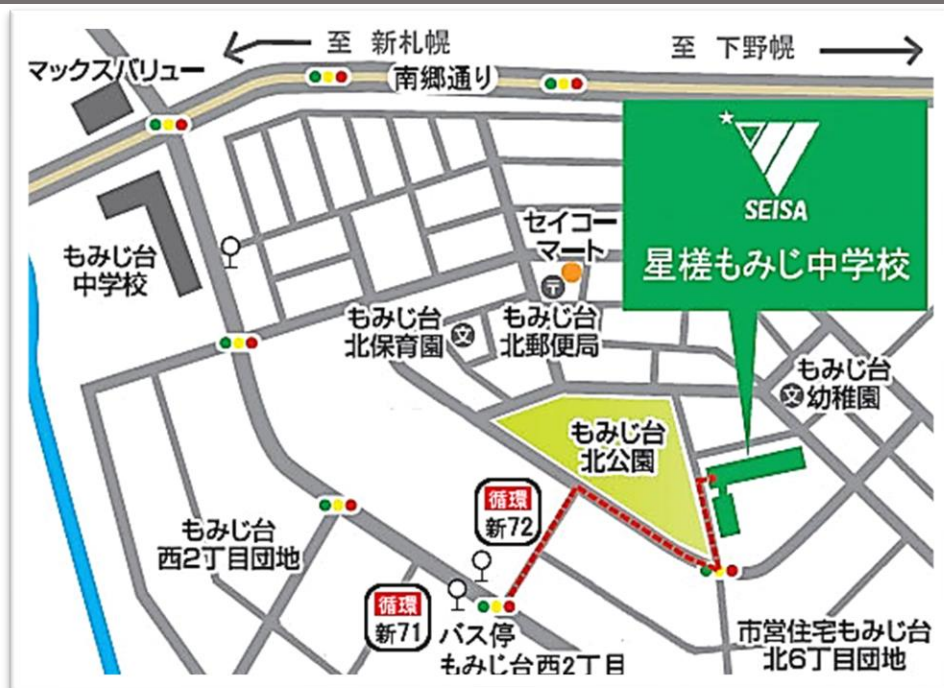 至 新札幌
至 下野幌
マックスバリュー
南郷通り
SEISA
星槎もみじ中学校
もみじ台
中学校
セイコー
マート
〒
もみじ台
北保育園
文
もみじ台
北郵便局
もみじ台
幼稚園
文
もみじ台
北公園
循環
新72
もみじ台
西2丁目団地
循環
新71
バス停
もみじ台西2丁目
市営住宅もみじ台
北6丁目団地